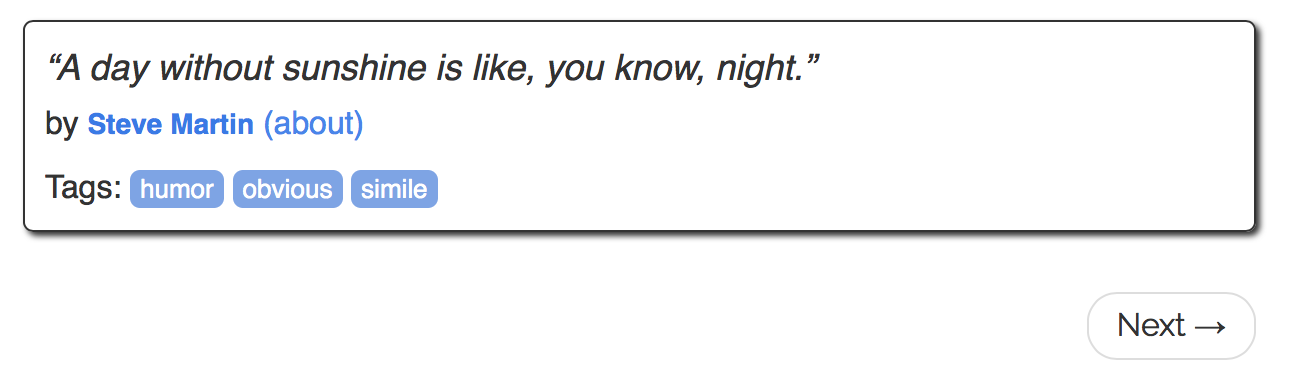 “A day without sunshine is like, you know, night.”
by Steve Martin (about)
Tags: humor obvious simile
Next →